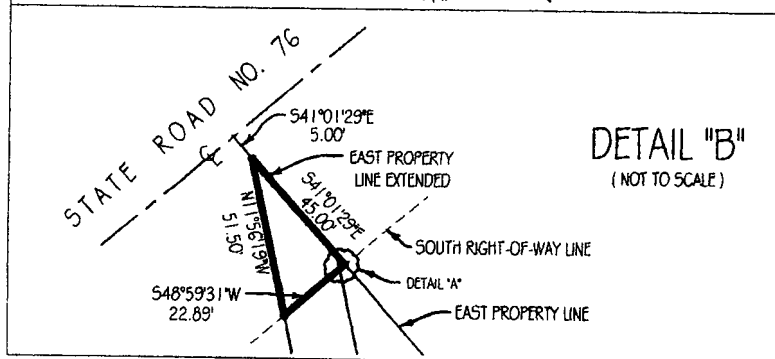 STATE ROAD NO. 76
℄
S41°01'29"E
5.00'
EAST PROPERTY
LINE EXTENDED
S41°01'29"E
45.00'
DETAIL "B"
( NOT TO SCALE )
N11°56'19"W
51.50'
SOUTH RIGHT-OF-WAY LINE
DETAIL "A"
S48°59'31"W
22.89'
EAST PROPERTY LINE